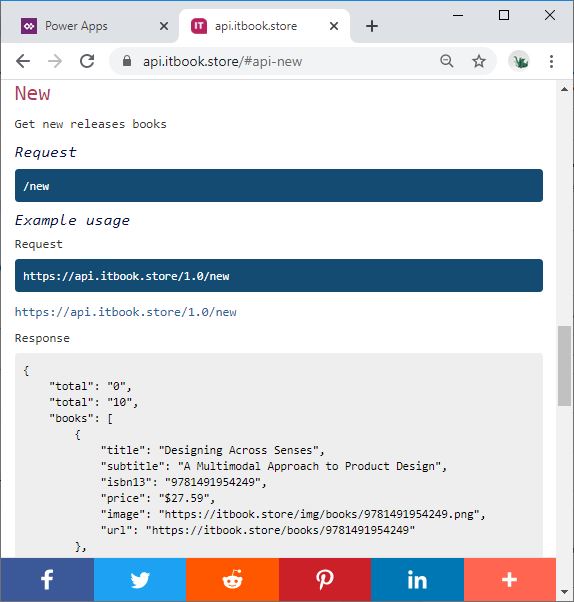 Power Apps
IT
api.itbook.store
api.itbook.store/#api-new
New
Get new releases books
Request
/new
Example usage
Request
https://api.itbook.store/1.0/new
https://api.itbook.store/1.0/new
Response
{
    "total": "0",
    "total": "10",
    "books": [
        {
            "title": "Designing Across Senses",
            "subtitle": "A Multimodal Approach to Product Design",
            "isbn13": "9781491954249",
            "price": "$27.59",
            "image": "https://itbook.store/img/books/9781491954249.png",
            "url": "https://itbook.store/books/9781491954249"
        },